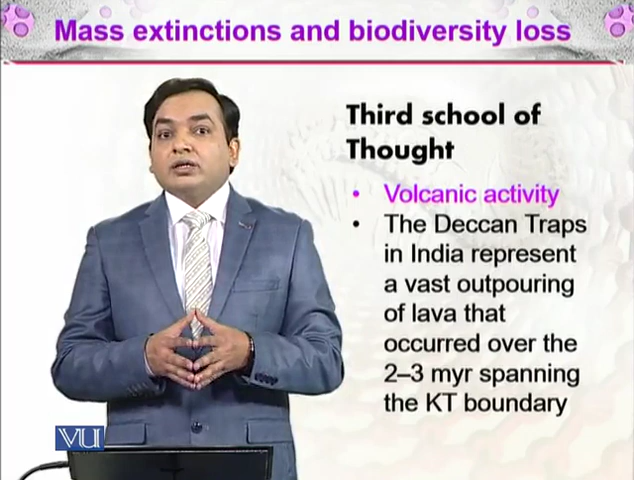 Mass extinctions and biodiversity loss
Third school of
Thought
• Volcanic activity
• The Deccan Traps
in India represent
a vast outpouring
of lava that
occurred over the
2–3 myr spanning
the KT boundary
VU